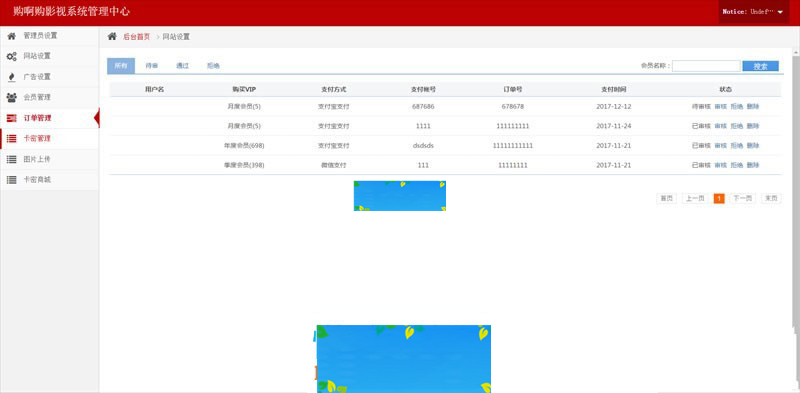 购啊购影视系统管理中心
Notice: Undef…
管理员设置
网站设置
广告设置
会员管理
订单管理
卡密管理
图片上传
卡密商城
后台首页 > 网站设置
所有 待审 通过 拒绝
会员名称： 搜索
用户名 购买VIP 支付方式 支付帐号 订单号 支付时间 状态
月度会员(5) 支付宝支付 687686 678678 2017-12-12 待审核 审核 拒绝 删除
月度会员(5) 支付宝支付 1111 111111111 2017-11-24 已审核 审核 拒绝 删除
年度会员(698) 支付宝支付 dsdsds 11111111111 2017-11-21 已审核 审核 拒绝 删除
季度会员(398) 微信支付 111 11111111 2017-11-21 已审核 审核 拒绝 删除
首页 上一页 1 下一页 末页